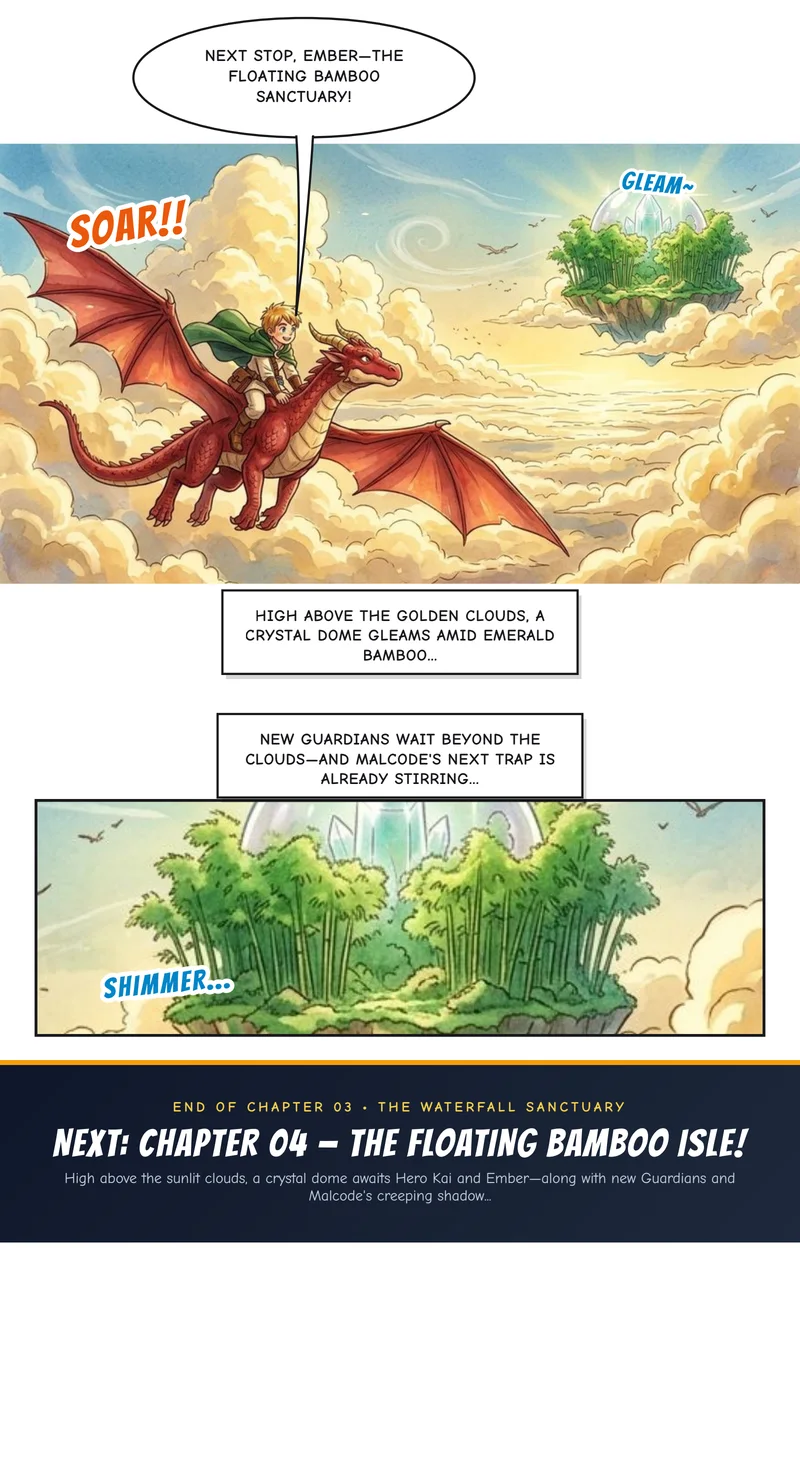 NEXT STOP, EMBER—THE
FLOATING BAMBOO
SANCTUARY!
GLEAM~
SOAR!!
HIGH ABOVE THE GOLDEN CLOUDS, A
CRYSTAL DOME GLEAMS AMID EMERALD
BAMBOO...
NEW GUARDIANS WAIT BEYOND THE
CLOUDS—AND MALCODE'S NEXT TRAP IS
ALREADY STIRRING...
SHIMMER...
END OF CHAPTER 03 • THE WATERFALL SANCTUARY
NEXT: CHAPTER 04 — THE FLOATING BAMBOO ISLE!
High above the sunlit clouds, a crystal dome awaits Hero Kai and Ember—along with new Guardians and
Malcode's creeping shadow...